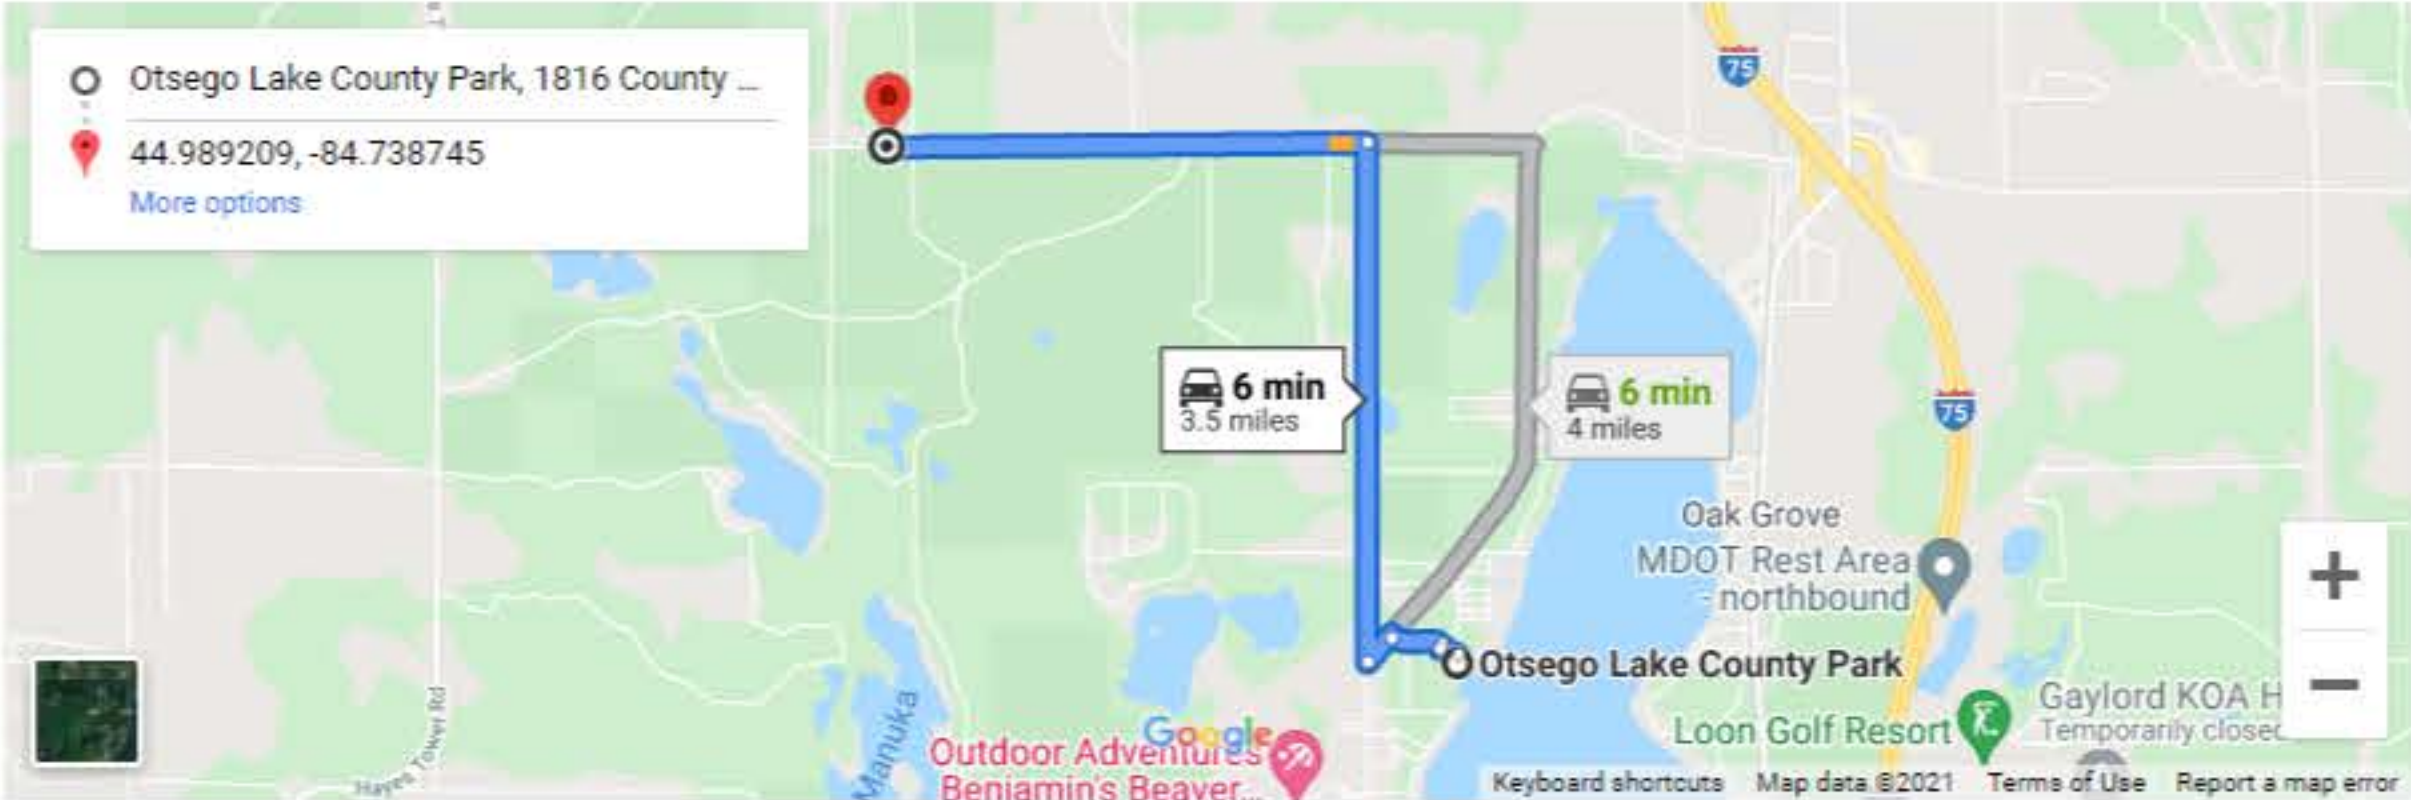 Otsego Lake County Park, 1816 County ...
44.989209, -84.738745
More options
75
6 min
3.5 miles
6 min
4 miles
75
Oak Grove
MDOT Rest Area
- northbound
Otsego Lake County Park
Gaylord KOA H
Temporarily closed
Loon Golf Resort
Manuka
Hayes Tower Rd
Google
Outdoor Adventures
Benjamin's Beaver...
Keyboard shortcuts Map data ©2021 Terms of Use Report a map error